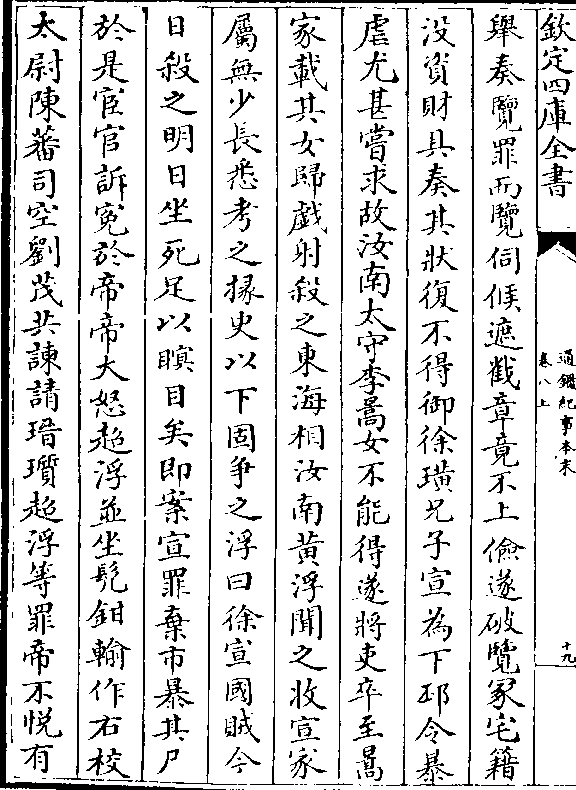 欽定四庫全書
通鑑紀事本末
卷八上
十九
舉奏覽罪而覽伺候遮截章竟不上儉遂破覽冢宅籍
没資財具奏其狀復不得御徐璜兄子宣為下邳令暴
虐尤甚嘗求故汝南太守李暠女不能得遂將吏卒至暠
家載其女歸戲射殺之東海相汝南黄浮聞之收宣家
屬無少長悉考之掾史以下固爭之浮曰徐宣國賊今
日殺之明日坐死足以瞑目矣即案宣罪棄市暴其尸
於是宦官訴寃於帝帝大怒超浮並坐髠鉗輸作右校
太尉陳蕃司空劉茂共諫請瑨瓆超浮等罪帝不悦有